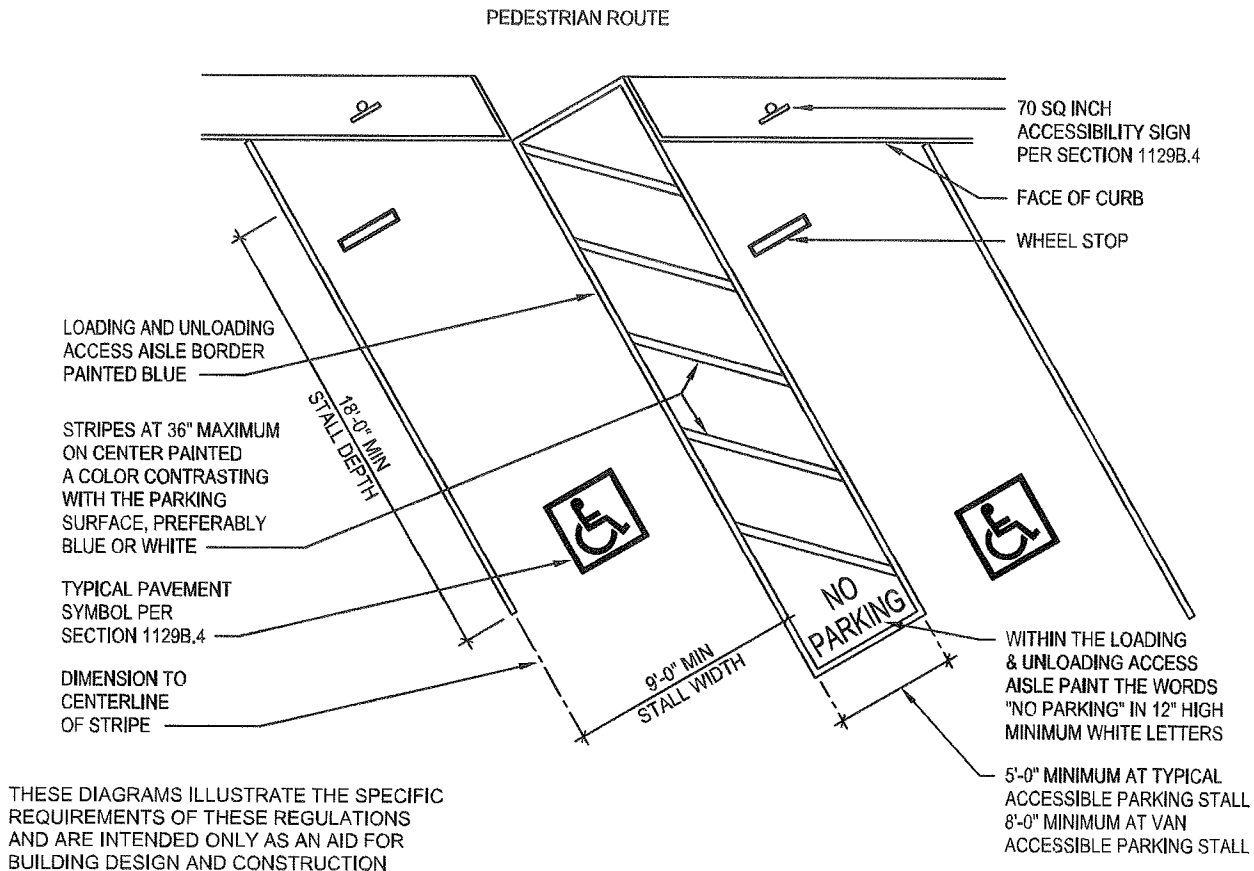 PEDESTRIAN ROUTE
70 SQ INCH
ACCESSIBILITY SIGN
PER SECTION 1129B.4
FACE OF CURB
WHEEL STOP
LOADING AND UNLOADING
ACCESS AISLE BORDER
PAINTED BLUE
18'-0" MIN
STALL DEPTH
STRIPES AT 36" MAXIMUM
ON CENTER PAINTED
A COLOR CONTRASTING
WITH THE PARKING
SURFACE, PREFERABLY
BLUE OR WHITE
TYPICAL PAVEMENT
SYMBOL PER
SECTION 1129B.4
DIMENSION TO
CENTERLINE
OF STRIPE
9'-0" MIN
STALL WIDTH
NO
PARKING
WITHIN THE LOADING
& UNLOADING ACCESS
AISLE PAINT THE WORDS
"NO PARKING" IN 12" HIGH
MINIMUM WHITE LETTERS
5'-0" MINIMUM AT TYPICAL
ACCESSIBLE PARKING STALL
8'-0" MINIMUM AT VAN
ACCESSIBLE PARKING STALL
THESE DIAGRAMS ILLUSTRATE THE SPECIFIC
REQUIREMENTS OF THESE REGULATIONS
AND ARE INTENDED ONLY AS AN AID FOR
BUILDING DESIGN AND CONSTRUCTION